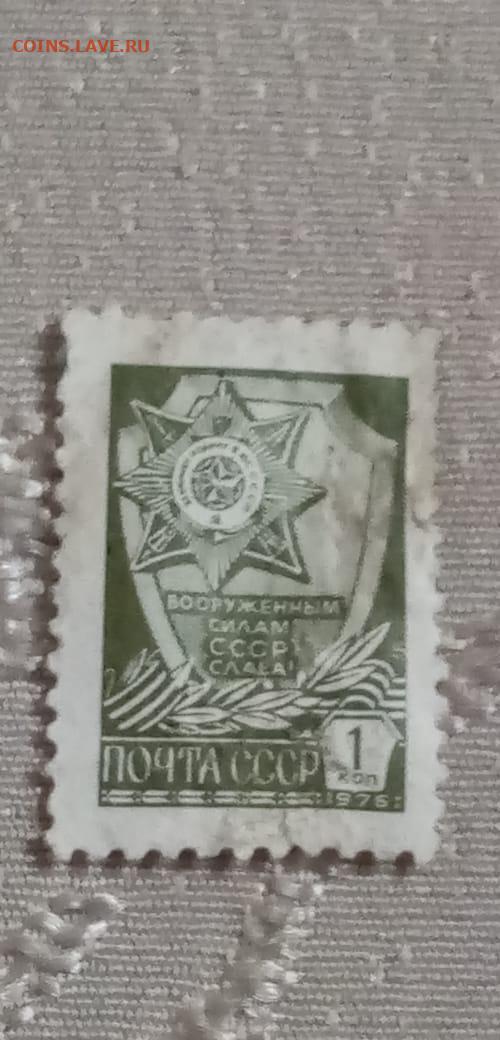 COINS.LAVE.RU
ВООРУЖЕННЫМ
СИЛАМ
СССР
СЛАВА!
ПОЧТА СССР
1
КОП
1976